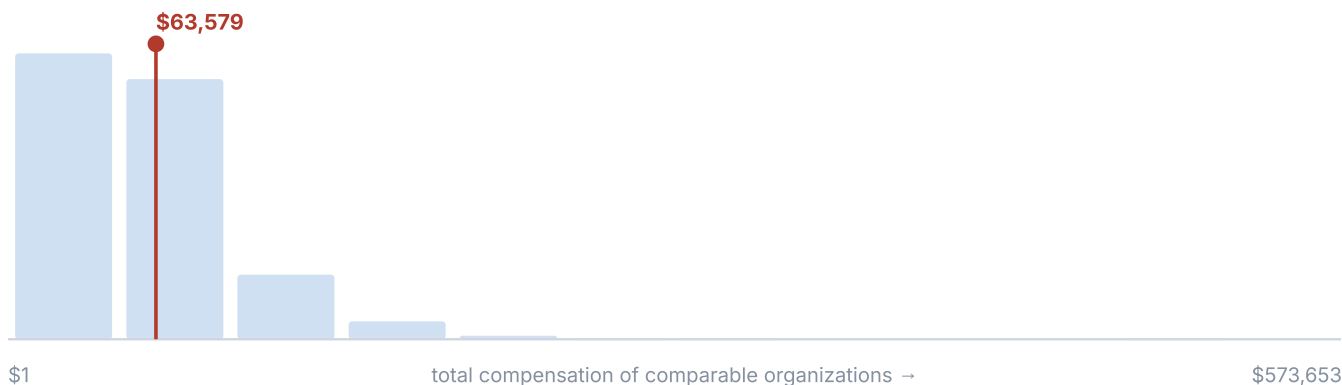 $63,579
$1 total compensation of comparable organizations → $573,653